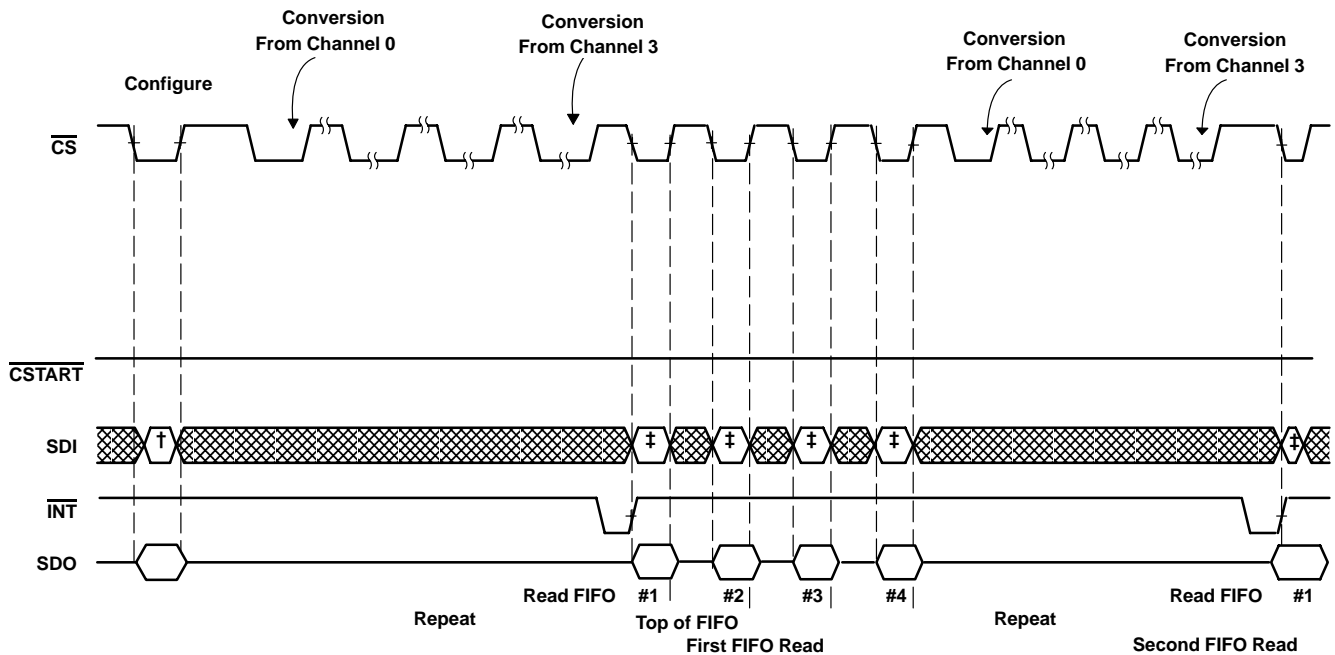 Conversion
From Channel 0
Conversion
From Channel 3
Conversion
From Channel 0
Conversion
From Channel 3
Configure
CS
CSTART
SDI
†
‡
‡
‡
‡
‡
INT
SDO
Read FIFO
#1
#2
#3
#4
Read FIFO
#1
Repeat
Top of FIFO
Repeat
First FIFO Read
Second FIFO Read